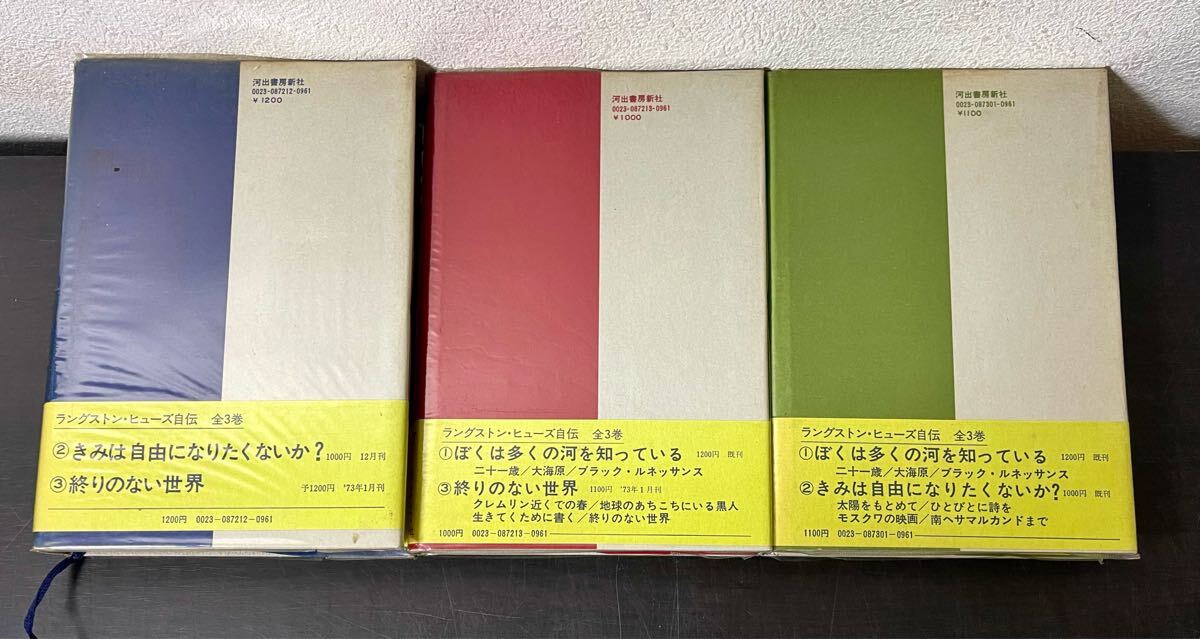 河出書房新社
0023-087212-0961
¥1200
ラングストン・ヒューズ自伝 全3巻
②きみは自由になりたくないか? 1000円 12月刊
③終りのない世界 予1200円 '73年1月刊
1200円 0023-087212-0961
河出書房新社
0023-087213-0961
¥1000
ラングストン・ヒューズ自伝 全3巻
①ぼくは多くの河を知っている 1200円 既刊
二十一歳/大海原/ブラック・ルネッサンス
③終りのない世界 1100円 '73年1月刊
クレムリン近くでの春/地球のあちこちにいる黒人
生きてくために書く/終りのない世界
1000円 0023-087213-0961
河出書房新社
0023-087301-0961
¥1100
ラングストン・ヒューズ自伝 全3巻
①ぼくは多くの河を知っている 1200円 既刊
二十一歳/大海原/ブラック・ルネッサンス
②きみは自由になりたくないか? 1000円 既刊
太陽をもとめて/ひとびとに詩を
モスクワの映画/南へサマルカンドまで
1100円 0023-087301-0961